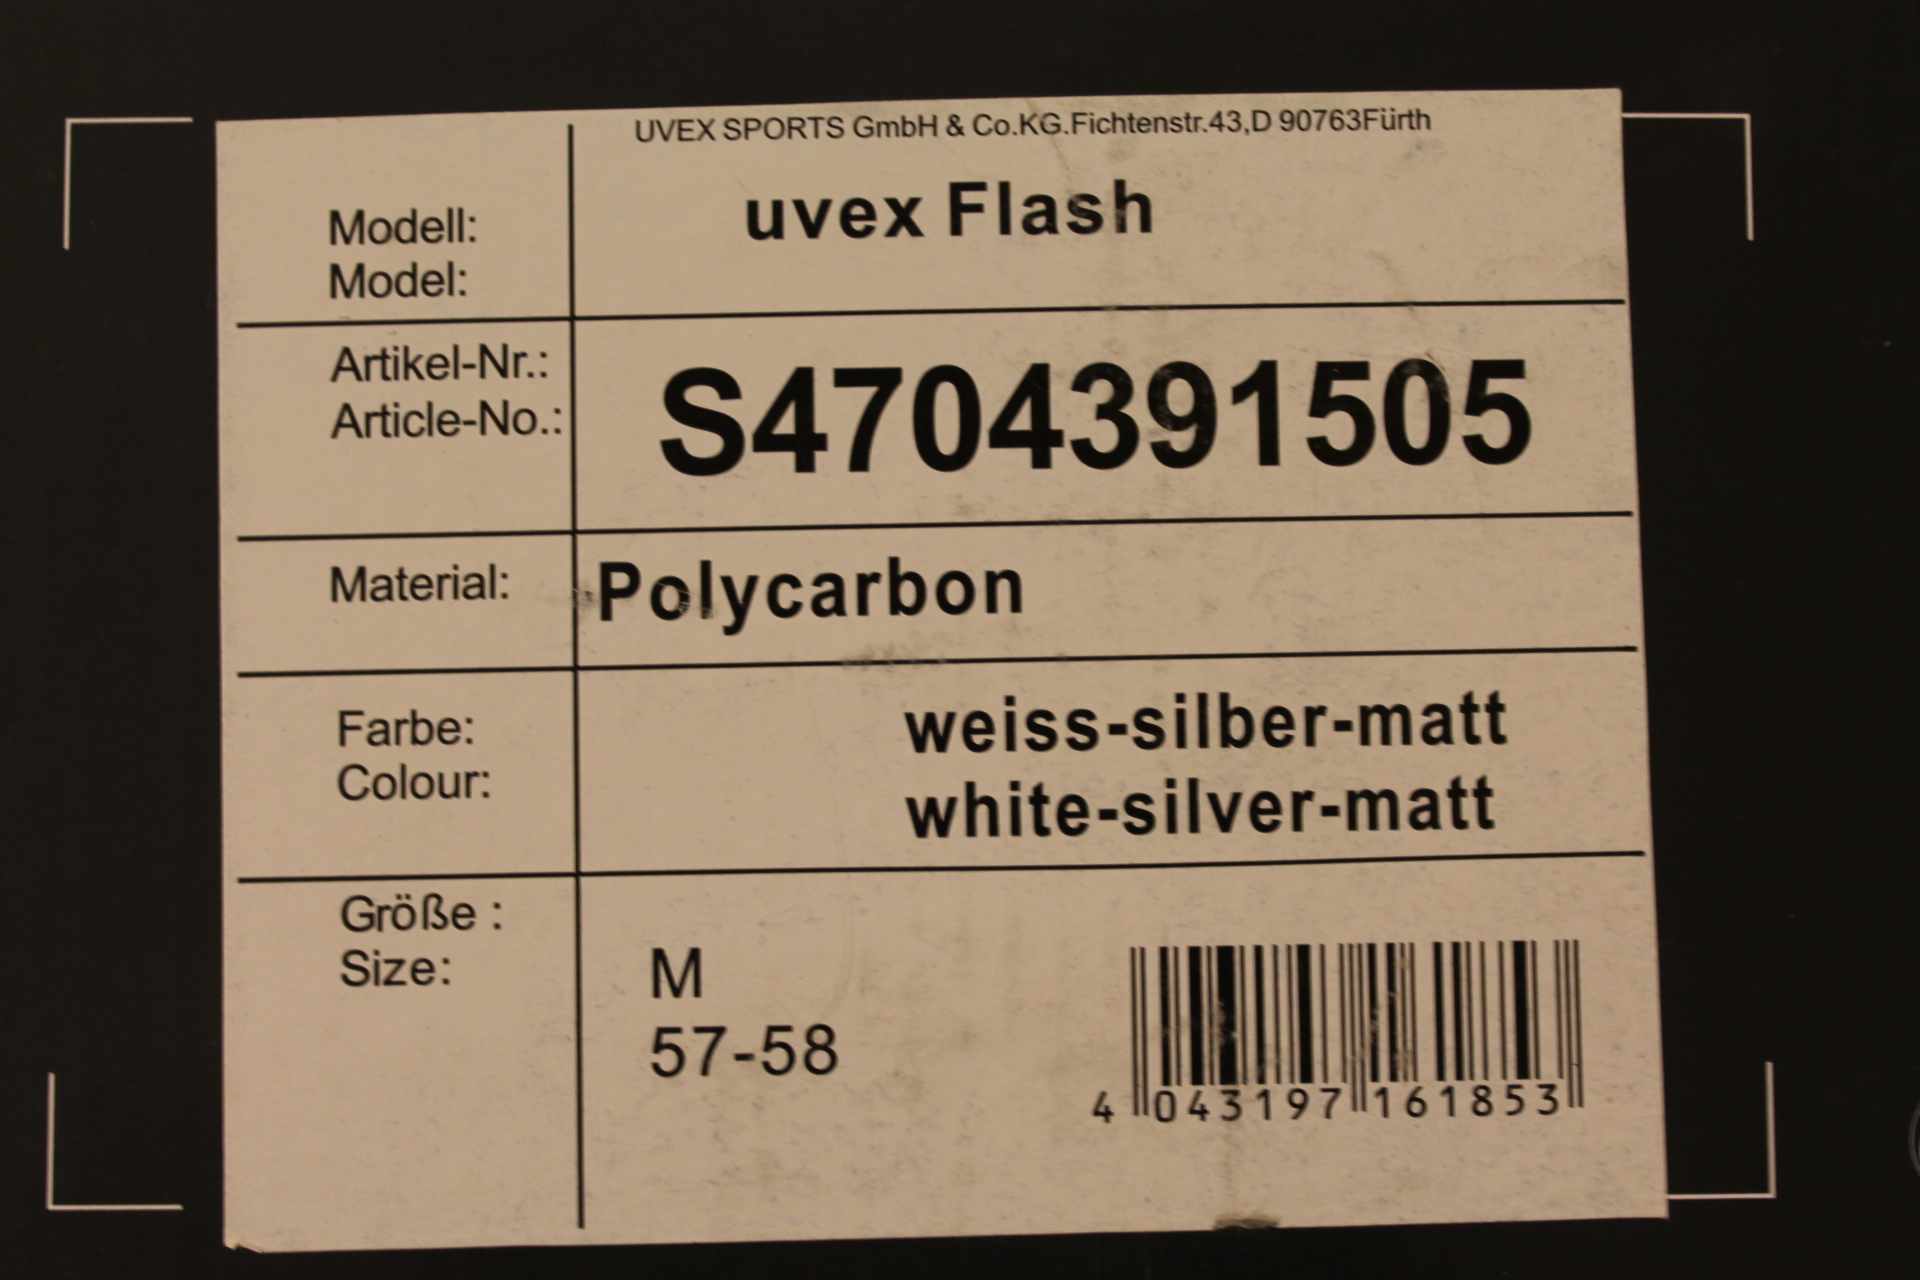 UVEX SPORTS GmbH & Co.KG.Fichtenstr.43,D 90763Fürth
Modell:
Model:
uvex Flash
Artikel-Nr.:
Article-No.:
S4704391505
Material:
Polycarbon
Farbe:
Colour:
weiss-silber-matt
white-silver-matt
Größe :
Size:
M
57-58
4 043197 161853